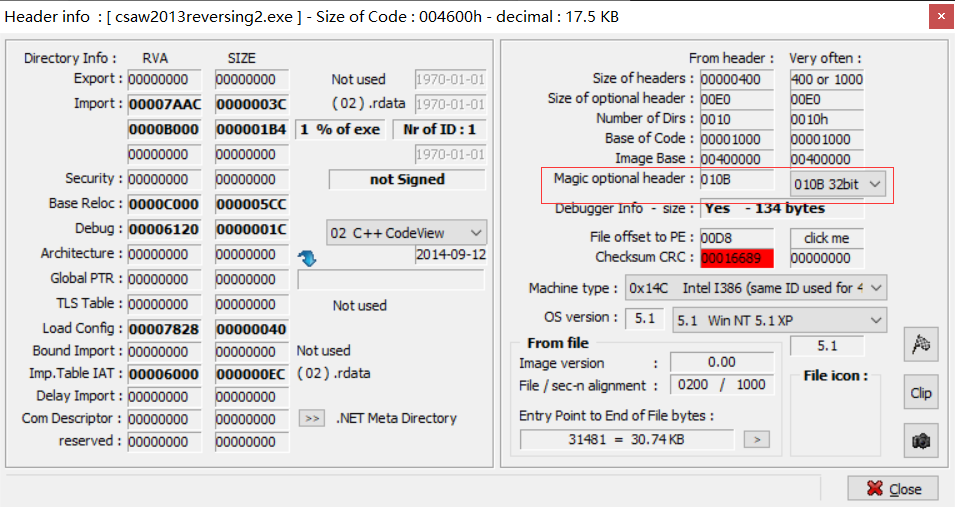 Header info : [ csaw2013reversing2.exe ] - Size of Code : 004600h - decimal : 17.5 KB
Directory Info : RVA SIZE
Export : 00000000 00000000 Not used 1970-01-01
Import : 00007AAC 0000003C ( 02 ) .rdata 1970-01-01
0000B000 000001B4 1 % of exe Nr of ID : 1
00000000 00000000 1970-01-01
Security : 00000000 00000000 not Signed
Base Reloc : 0000C000 000005CC
Debug : 00006120 0000001C 02 C++ CodeView
Architecture : 00000000 00000000 2014-09-12
Global PTR : 00000000 00000000
TLS Table : 00000000 00000000 Not used
Load Config : 00007828 00000040
Bound Import : 00000000 00000000 Not used
Imp.Table IAT : 00006000 000000EC ( 02 ) .rdata
Delay Import : 00000000 00000000
Com Descriptor : 00000000 00000000 >> .NET Meta Directory
reserved : 00000000 00000000
From header : Very often :
Size of headers : 00000400 400 or 1000
Size of optional header : 00E0 00E0
Number of Dirs : 0010 0010h
Base of Code : 00001000 00001000
Image Base : 00400000 00400000
Magic optional header : 010B 010B 32bit
Debugger Info - size : Yes - 134 bytes
File offset to PE : 00D8 click me
Checksum CRC : 00016689 00000000
Machine type : 0x14C Intel I386 (same ID used for 4
OS version : 5.1 5.1 Win NT 5.1 XP
From file 5.1
Image version : 0.00
File / sec-n alignment : 0200 / 1000
File icon :
Entry Point to End of File bytes :
31481 = 30.74 KB >
Clip
Close